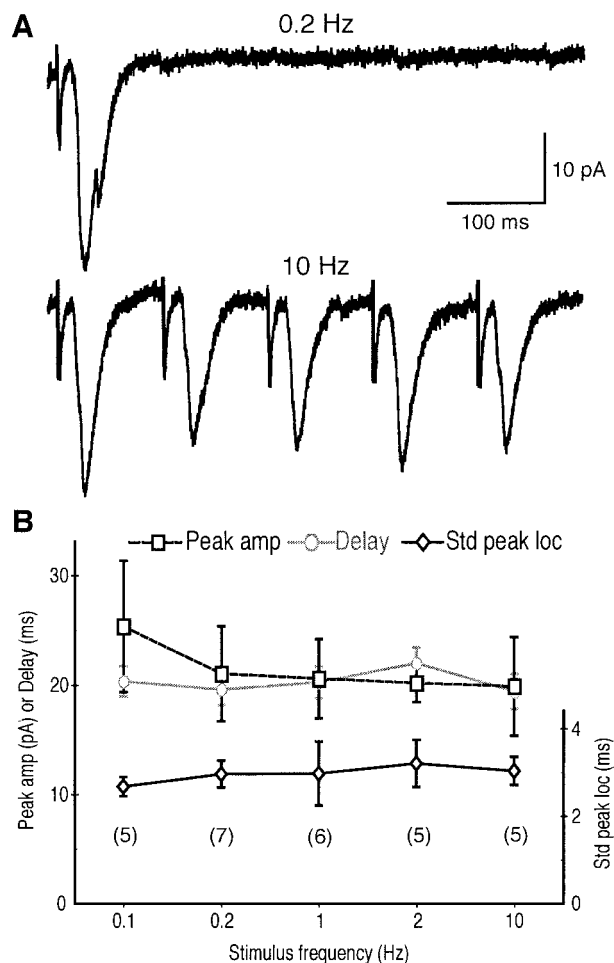 A
0.2 Hz
10 pA
100 ms
10 Hz
B
Peak amp Delay Std peak loc
Peak amp (pA) or Delay (ms)
30
20
10
0
4
2
0
Std peak loc (ms)
(5) (7) (6) (5) (5)
0.1 0.2 1 2 10
Stimulus frequency (Hz)